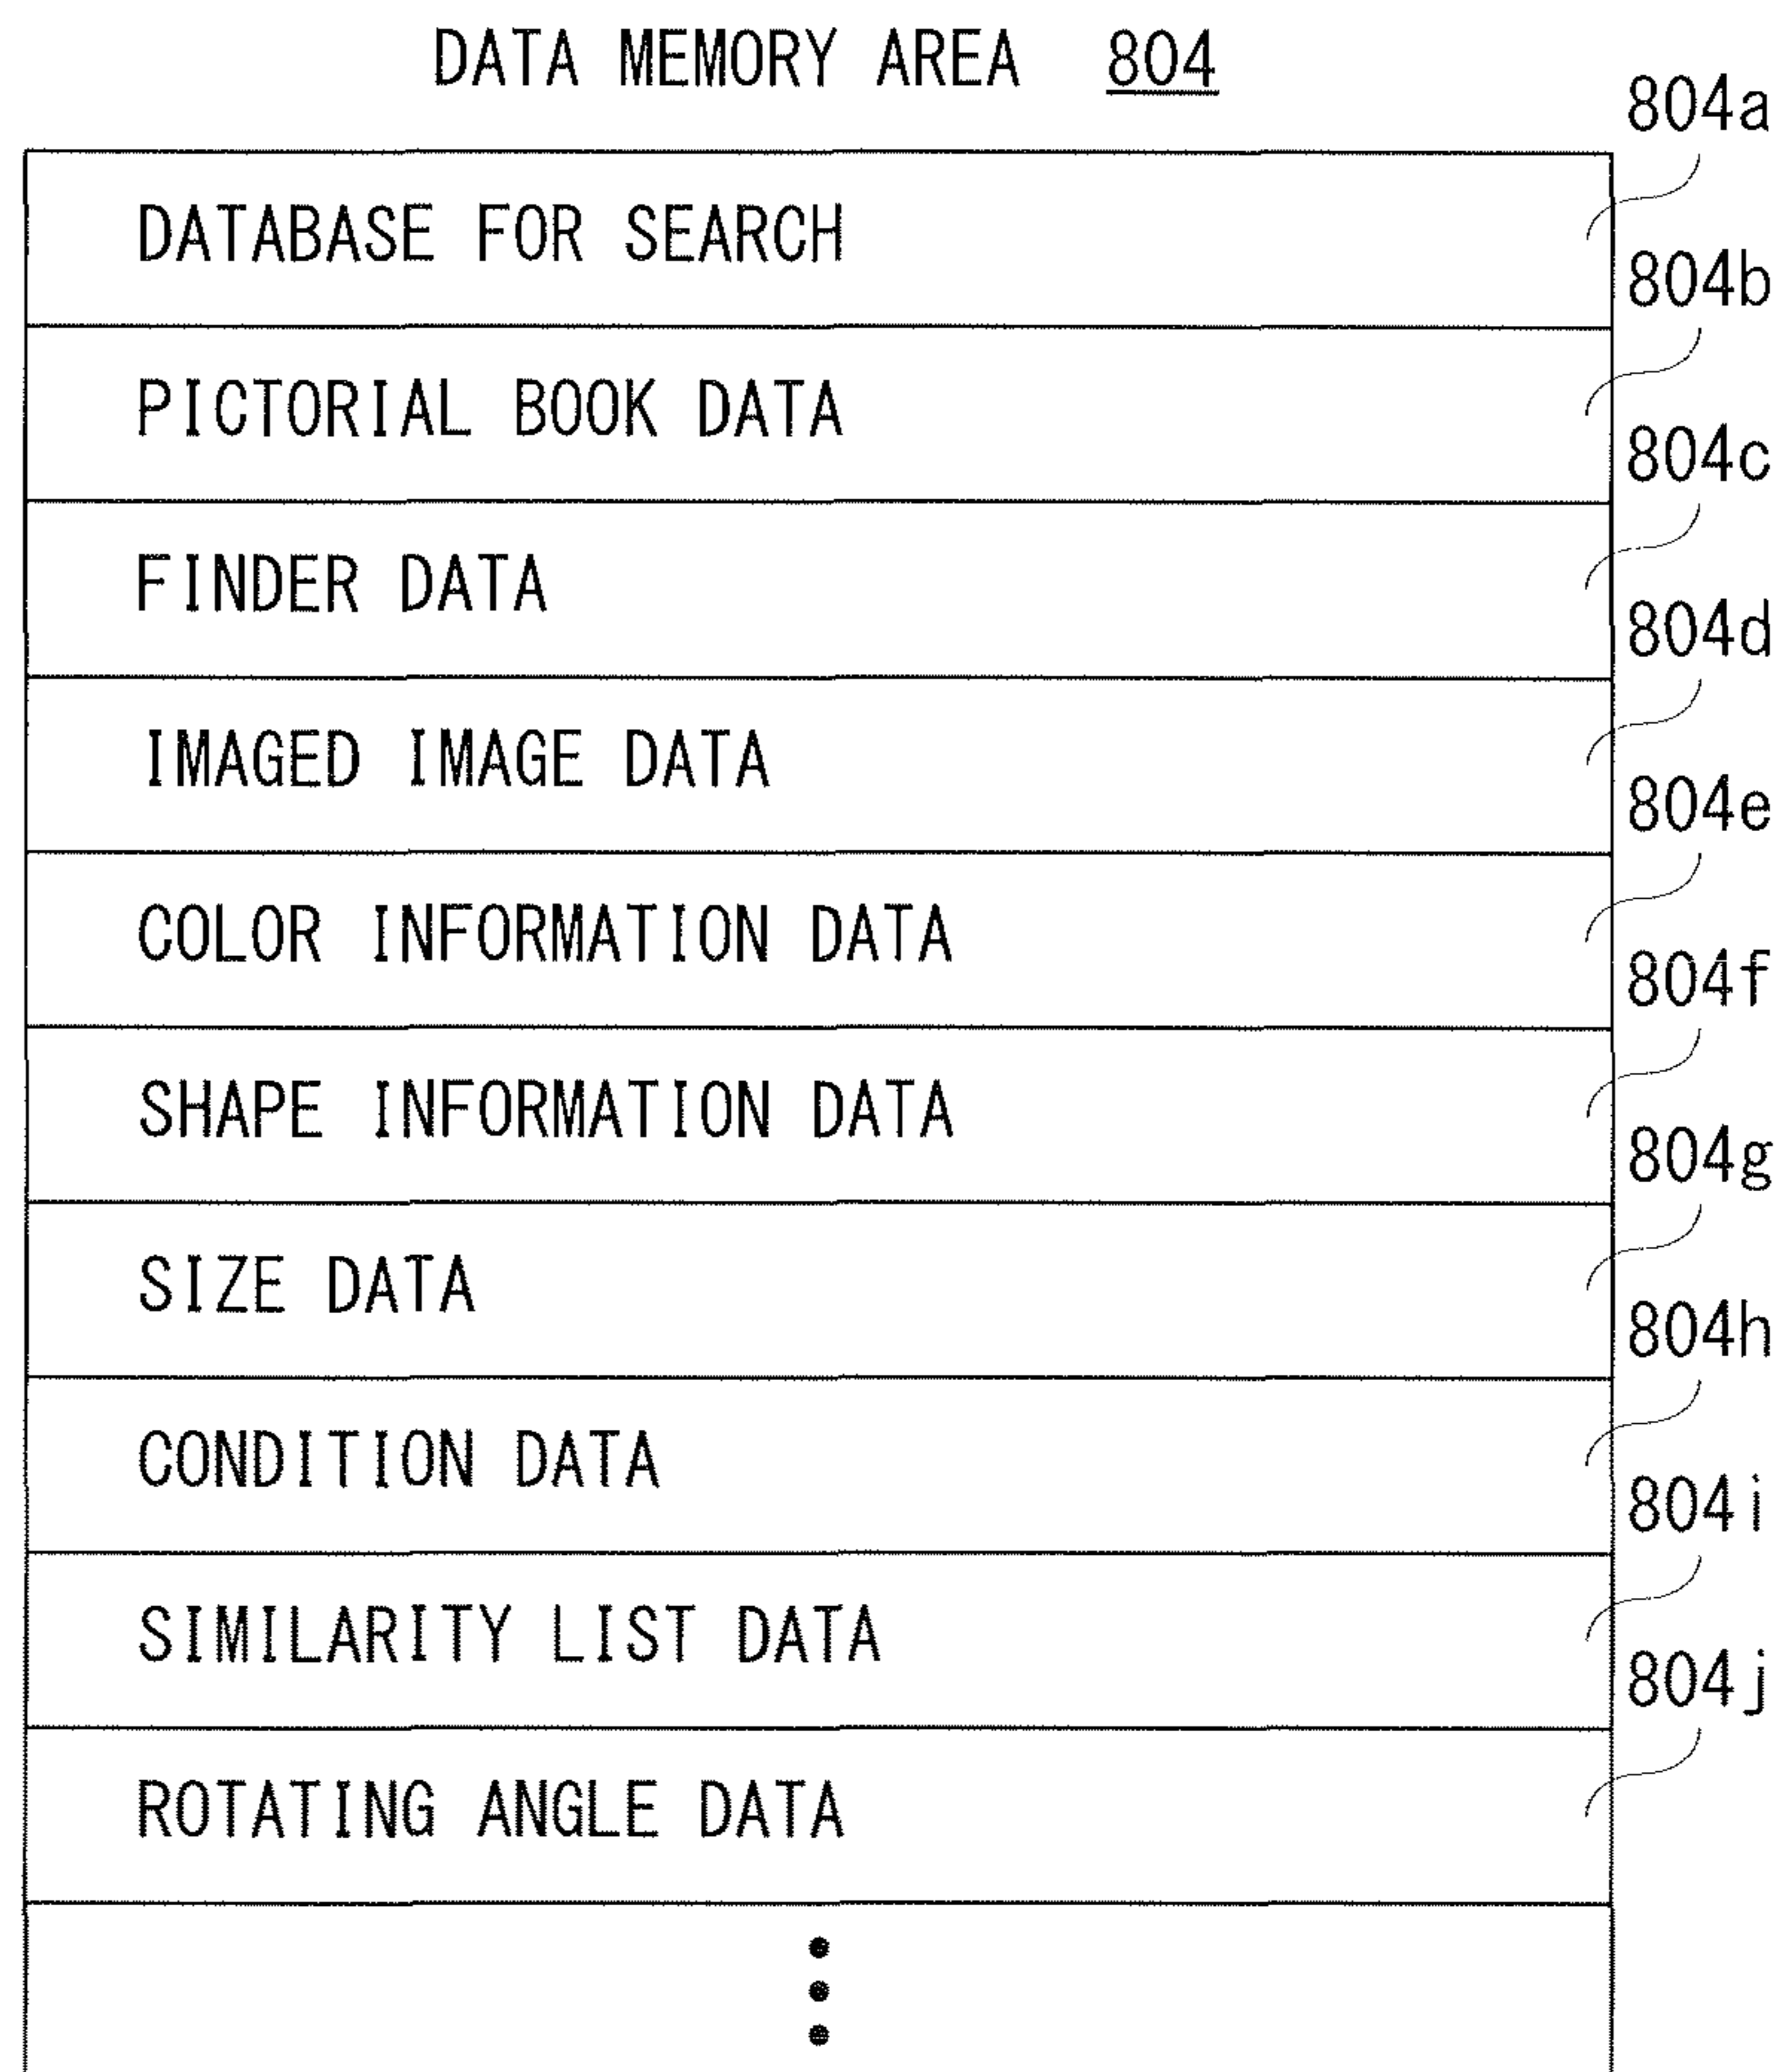 DATA MEMORY AREA 804
804a
DATABASE FOR SEARCH
804b
PICTORIAL BOOK DATA
804c
FINDER DATA
804d
IMAGED IMAGE DATA
804e
COLOR INFORMATION DATA
804f
SHAPE INFORMATION DATA
804g
SIZE DATA
804h
CONDITION DATA
804i
SIMILARITY LIST DATA
804j
ROTATING ANGLE DATA